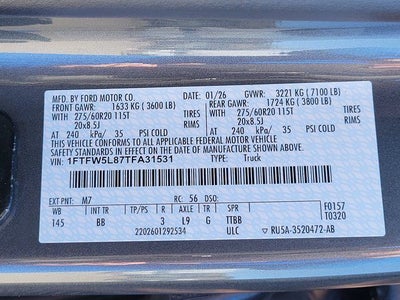 MFD. BY FORD MOTOR CO. 01/26 GVWR: 3221 KG ( 7100 LB)
FRONT GAWR: 1633 KG ( 3600 LB) REAR GAWR: 1724 KG ( 3800 LB)
WITH 275/60R20 115T WITH 275/60R20 115T
20x8.5J 20x8.5J
AT 240 kPa/ 35 PSI COLD AT 240 kPa/ 35 PSI COLD
THIS VEHICLE CONFORMS TO ALL APPLICABLE FEDERAL MOTOR VEHICLE
SAFETY STANDARDS IN EFFECT ON THE DATE OF MANUFACTURE SHOWN ABOVE.
VIN: 1FTFW5L87TFA31531 TYPE: Truck
EXT PNT: M7 RC: 56 DSO:
WB INT TR TP/PS R AXLE TR SPR F0157
145 BB 3 L9 G TTBB T0320
2202601292534 ULC RU5A-3520472-AB